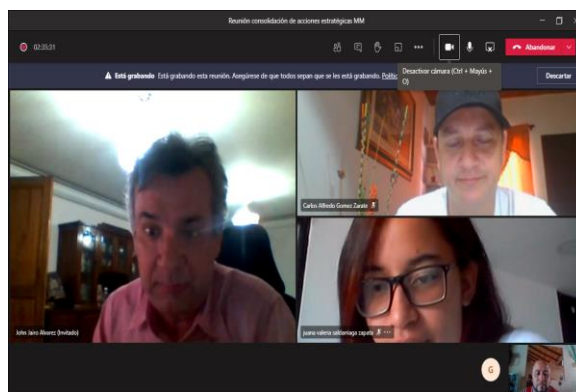 Reunión consolidación de acciones estratégicas MM
02:35:31
Abandonar
Está grabando Está grabando esta reunión. Asegúrese de que todos sepan que se les está grabando. Políti
Desactivar cámara (Ctrl + Mayús +
O)
Descartar
Carlos Alfredo Gomez Zarate
John Jairo Alvarez (Invitado)
juana valeria saldarriaga zapata
G